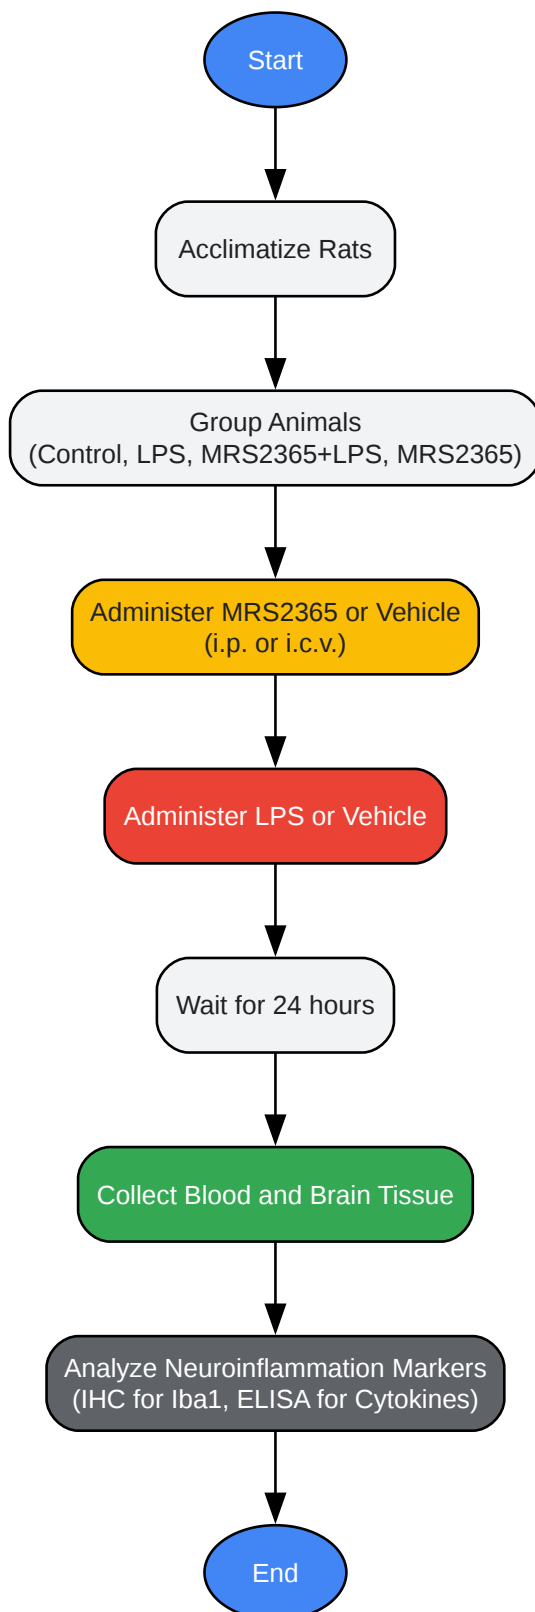 Start
Acclimatize Rats
Group Animals
(Control, LPS, MRS2365+LPS, MRS2365)
Administer MRS2365 or Vehicle
(i.p. or i.c.v.)
Administer LPS or Vehicle
Wait for 24 hours
Collect Blood and Brain Tissue
Analyze Neuroinflammation Markers
(IHC for Iba1, ELISA for Cytokines)
End